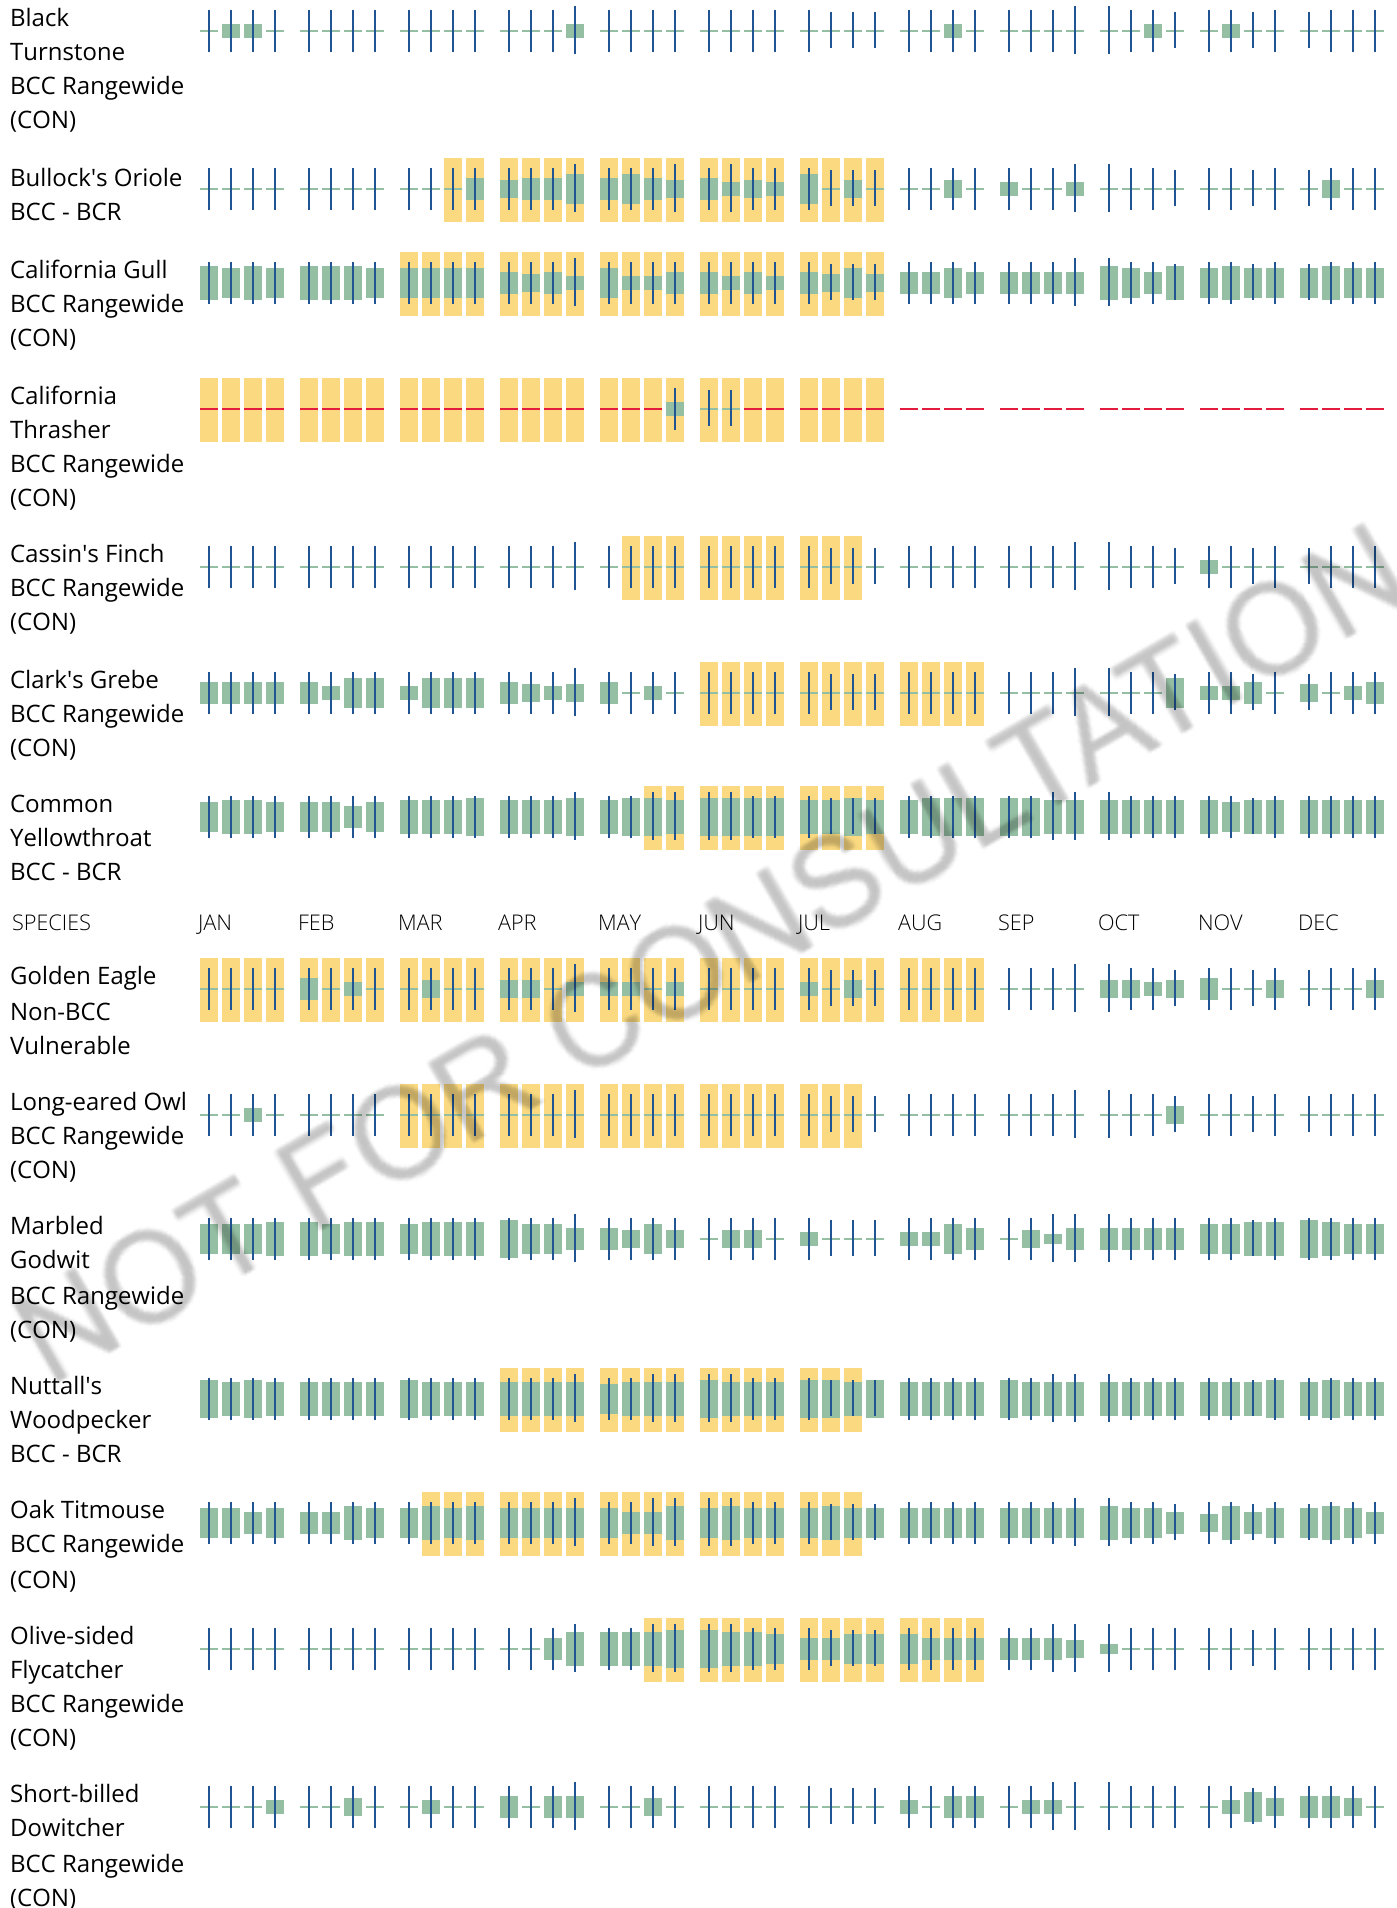 Black
Turnstone
BCC Rangewide
(CON)
Bullock's Oriole
BCC - BCR
California Gull
BCC Rangewide
(CON)
California
Thrasher
BCC Rangewide
(CON)
Cassin's Finch
BCC Rangewide
(CON)
Clark's Grebe
BCC Rangewide
(CON)
Common
Yellowthroat
BCC - BCR
SPECIES JAN FEB MAR APR MAY JUN JUL AUG SEP OCT NOV DEC
Golden Eagle
Non-BCC
Vulnerable
Long-eared Owl
BCC Rangewide
(CON)
Marbled
Godwit
BCC Rangewide
(CON)
Nuttall's
Woodpecker
BCC - BCR
Oak Titmouse
BCC Rangewide
(CON)
Olive-sided
Flycatcher
BCC Rangewide
(CON)
Short-billed
Dowitcher
BCC Rangewide
(CON)
NOT FOR CONSULTATION